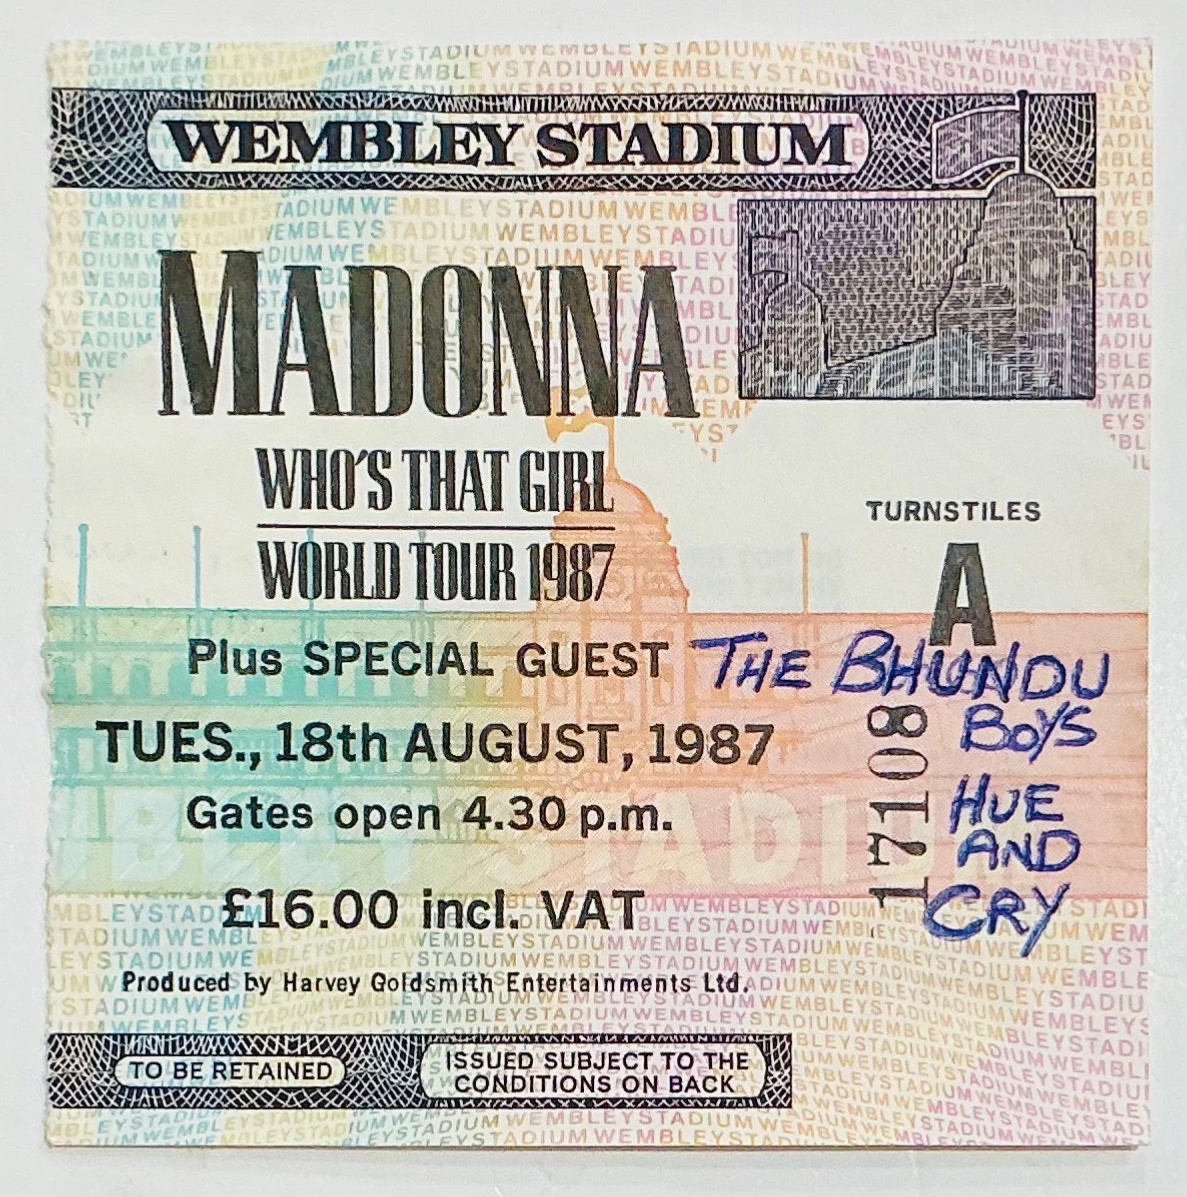 WEMBLEY STADIUM
MADONNA
WHO'S THAT GIRL
WORLD TOUR 1987
TURNSTILES
A
Plus SPECIAL GUEST THE BHUNDU
BOYS
HUE
AND
CRY
TUES., 18th AUGUST, 1987
Gates open 4.30 p.m.
17108
WEMBLEY STADIUM
£16.00 incl. VAT
Produced by Harvey Goldsmith Entertainments Ltd.
TO BE RETAINED
ISSUED SUBJECT TO THE
CONDITIONS ON BACK